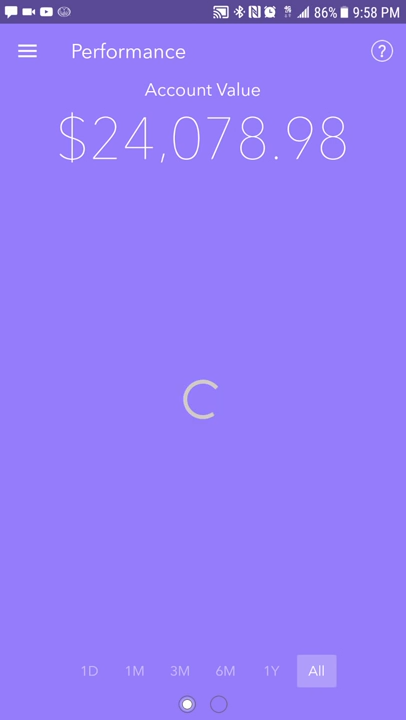 86% 9:58 PM
Performance ?
Account Value
$24,078.98
1D 1M 3M 6M 1Y All